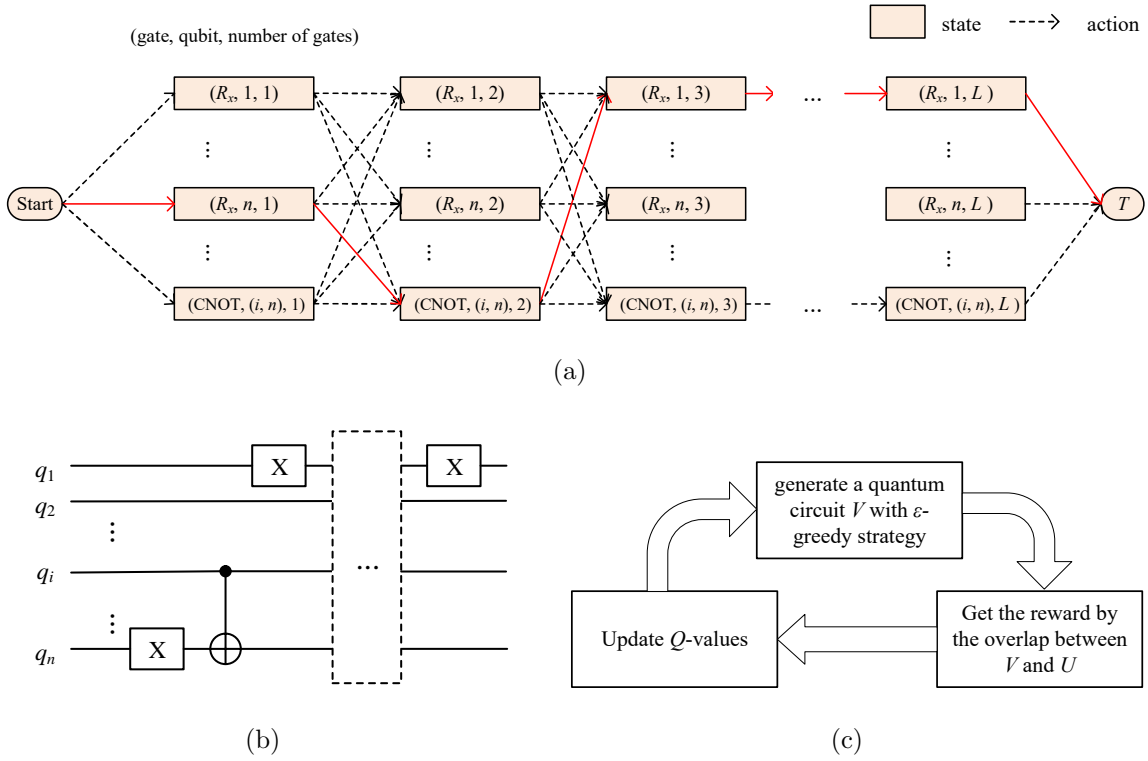 (gate, qubit, number of gates)
state
action
(Rₓ, 1, 1)
(Rₓ, 1, 2)
(Rₓ, 1, 3)
...
(Rₓ, 1, L )
⋮
⋮
⋮
⋮
Start
(Rₓ, n, 1)
(Rₓ, n, 2)
(Rₓ, n, 3)
(Rₓ, n, L )
T
⋮
⋮
⋮
⋮
(CNOT, (i, n), 1)
(CNOT, (i, n), 2)
(CNOT, (i, n), 3)
...
(CNOT, (i, n), L )
(a)
q₁
X
X
q₂
⋮
qᵢ
...
⋮
qₙ
X
(b)
generate a quantum
circuit V with ε-
greedy strategy
Update Q-values
Get the reward by
the overlap between
V and U
(c)